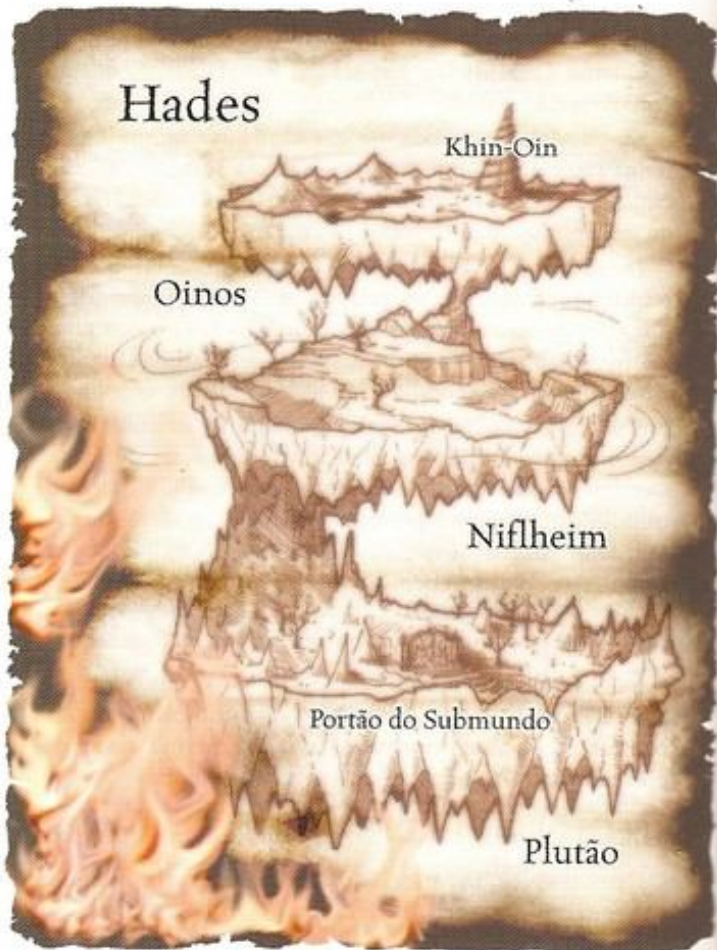 Hades
Khin-Oin
Oinos
Niflheim
Portão do Submundo
Plutão